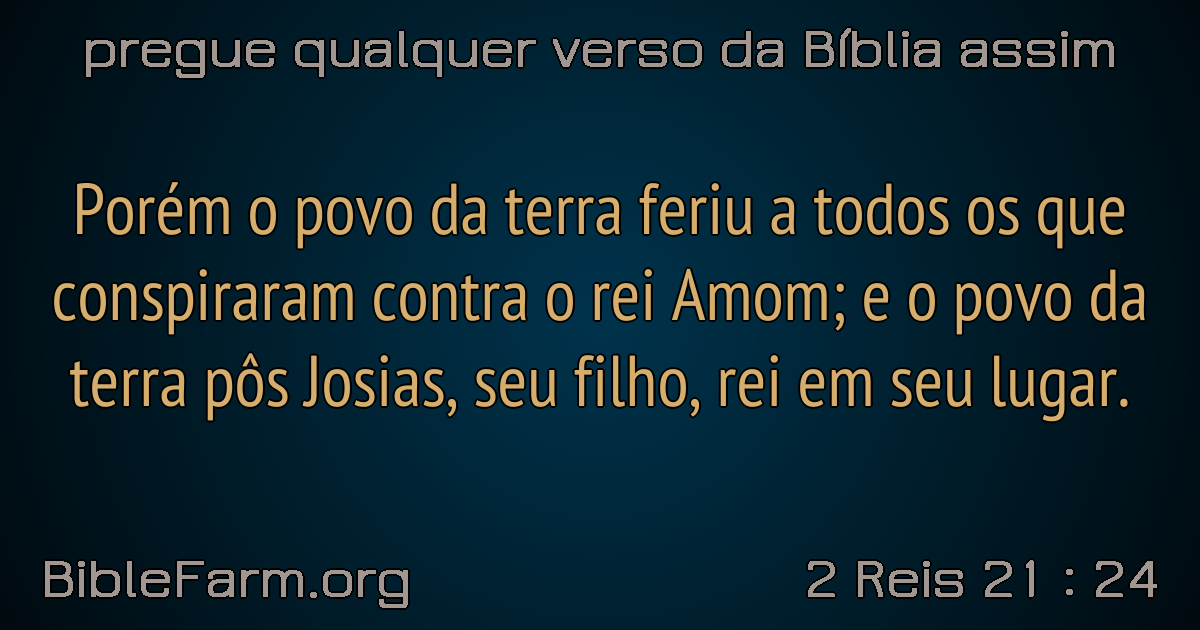 pregue qualquer verso da Bíblia assim
Porém o povo da terra feriu a todos os que
conspiraram contra o rei Amom; e o povo da
terra pôs Josias, seu filho, rei em seu lugar.
BibleFarm.org
2 Reis 21 : 24